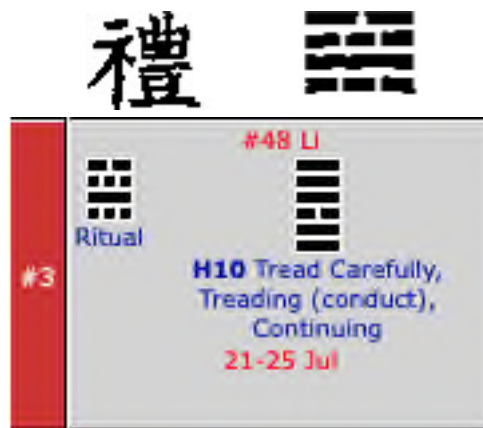 禮
#48 Li
Ritual
#3
H10 Tread Carefully,
Treading (conduct),
Continuing
21-25 Jul